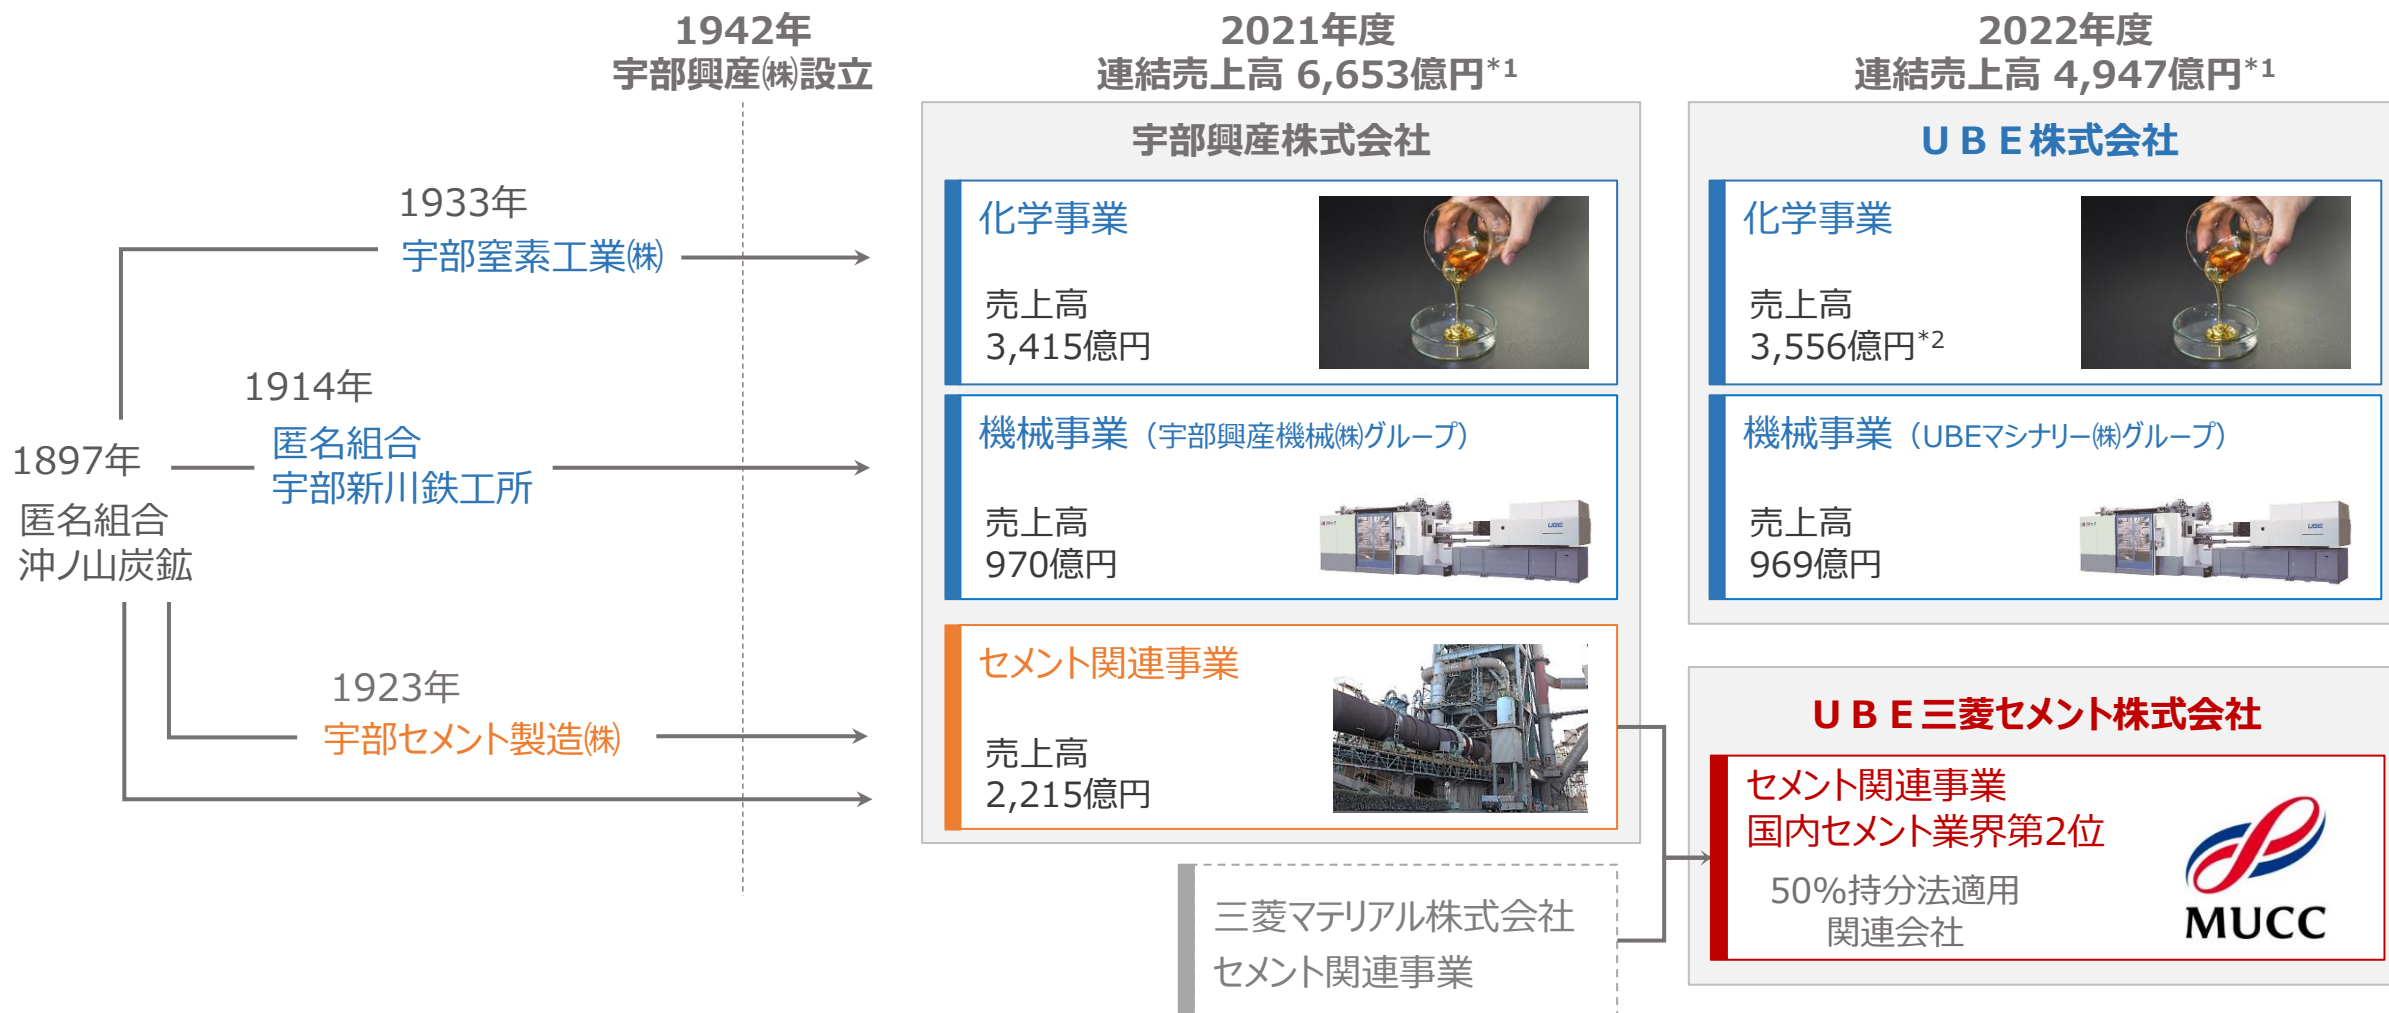 1942年
宇部興産㈱設立
2021年度
連結売上高 6,653億円*1
2022年度
連結売上高 4,947億円*1
1933年
宇部窒素工業㈱
1914年
匿名組合
宇部新川鉄工所
1897年
匿名組合
沖ノ山炭鉱
1923年
宇部セメント製造㈱
宇部興産株式会社
化学事業
売上高
3,415億円
機械事業（宇部興産機械㈱グループ）
売上高
970億円
UBE
セメント関連事業
売上高
2,215億円
三菱マテリアル株式会社
セメント関連事業
ＵＢＥ株式会社
化学事業
売上高
3,556億円*2
機械事業（UBEマシナリー㈱グループ）
売上高
969億円
UBE
ＵＢＥ三菱セメント株式会社
セメント関連事業
国内セメント業界第2位
50%持分法適用
関連会社
MUCC